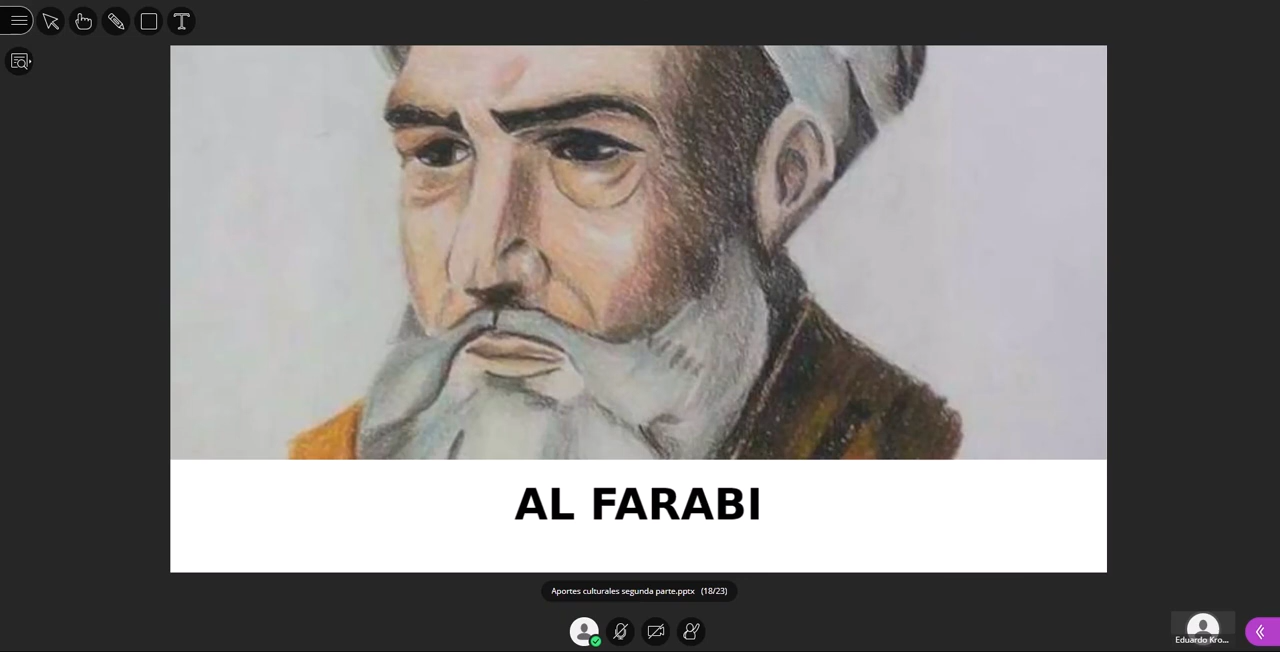 AL FARABI
Aportes culturales segunda parte.pptx (18/23)
Eduardo Kro...